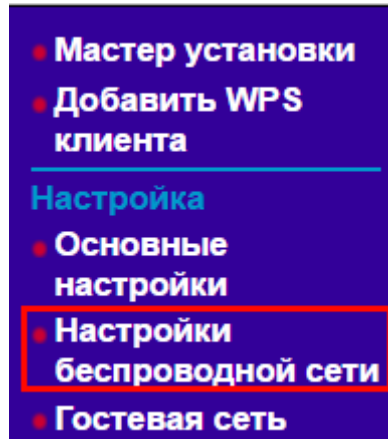 Мастер установки
Добавить WPS
клиента
Настройка
Основные
настройки
Настройки
беспроводной сети
Гостевая сеть